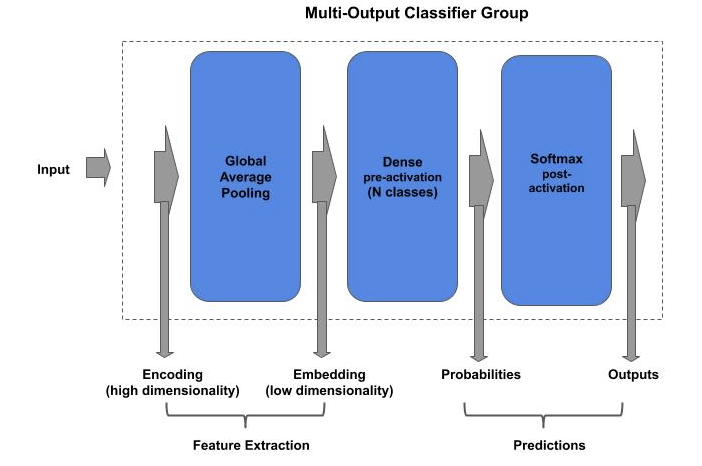 Multi-Output Classifier Group
Input
Global
Average
Pooling
Dense
pre-activation
(N classes)
Softmax
post-
activation
Encoding
(high dimensionality)
Embedding
(low dimensionality)
Probabilities
Outputs
Feature Extraction
Predictions